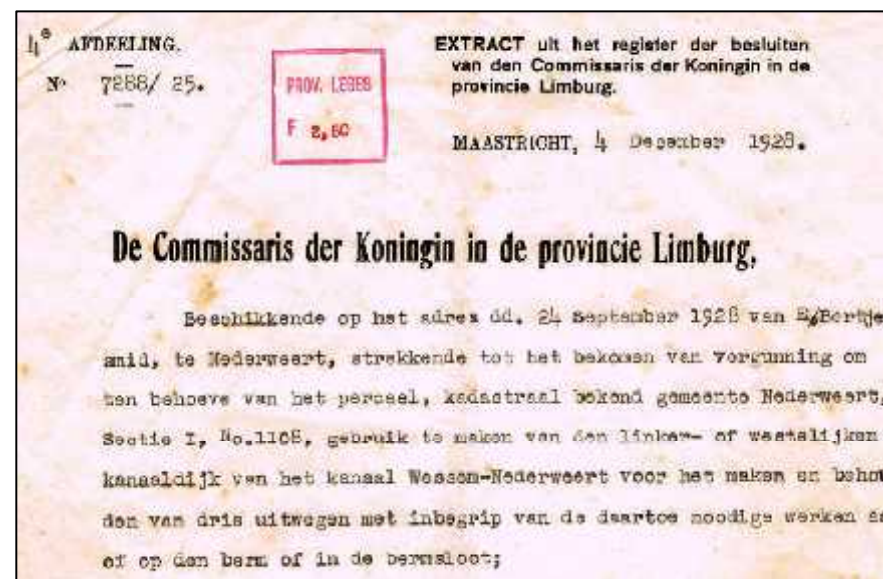 4e AFDEELING.
No 7288/ 25.
PROV. LEGES
F 2,50
EXTRACT uit het register der besluiten
van den Commissaris der Koningin in de
provincie Limburg.
MAASTRICHT, 4 December 1928.
De Commissaris der Koningin in de provincie Limburg,
Beschikkende op het adres dd. 24 September 1928 van
smid, te Nederweert, strekkende tot het bekomen van vergunning om
ten behoeve van het perceel, kadastraal bekend gemeente Nederweert,
Sectie I, No.1108, gebruik te maken van den linker- of westelijken
kanaaldijk van het kanaal Wessem-Nederweert voor het maken en behou
den van drie uitwegen met inbegrip van de daartoe noodige werken
of op den berm of in de bermsloot;